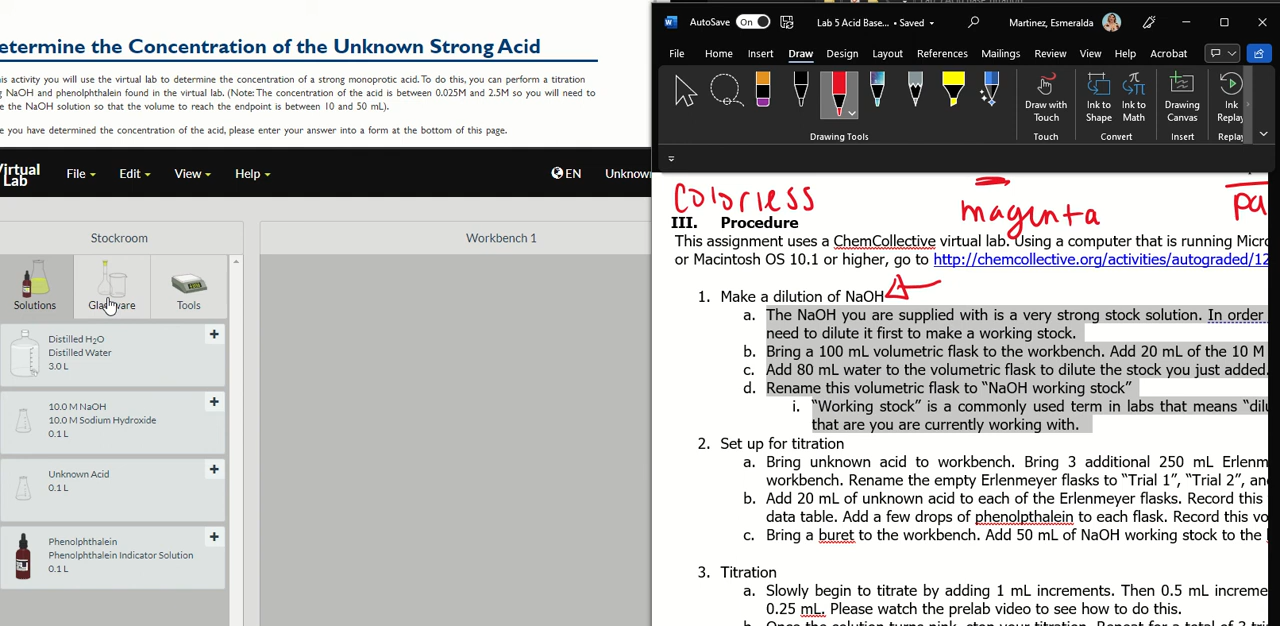 etermine the Concentration of the Unknown Strong Acid
is activity you will use the virtual lab to determine the concentration of a strong monoprotic acid. To do this, you can perform a titration
g NaOH and phenolphthalein found in the virtual lab. (Note: The concentration of the acid is between 0.025M and 2.5M so you will need to
e the NaOH solution so that the volume to reach the endpoint is between 10 and 50 mL).
e you have determined the concentration of the acid, please enter your answer into a form at the bottom of this page.
irtual
Lab
File
Edit
View
Help
EN
Unknow
Stockroom
Workbench 1
Solutions
Glassware
Tools
Distilled H₂O
Distilled Water
3.0 L
10.0 M NaOH
10.0 M Sodium Hydroxide
0.1 L
Unknown Acid
0.1 L
Phenolphthalein
Phenolphthalein Indicator Solution
0.1 L
AutoSave On
Lab 5 Acid Base... • Saved
Martinez, Esmeralda
File Home Insert Draw Design Layout References Mailings Review View Help Acrobat
Draw with
Touch
Ink to
Shape
Ink to
Math
Drawing
Canvas
Ink
Replay
Drawing Tools
Touch
Convert
Insert
Replay
Colorless
magenta
pa
III. Procedure
This assignment uses a ChemCollective virtual lab. Using a computer that is running Micro
or Macintosh OS 10.1 or higher, go to http://chemcollective.org/activities/autograded/12
1. Make a dilution of NaOH
a. The NaOH you are supplied with is a very strong stock solution. In order
need to dilute it first to make a working stock.
b. Bring a 100 mL volumetric flask to the workbench. Add 20 mL of the 10 M
c. Add 80 mL water to the volumetric flask to dilute the stock you just added.
d. Rename this volumetric flask to “NaOH working stock”
i. “Working stock” is a commonly used term in labs that means “dilu
that are you are currently working with.
2. Set up for titration
a. Bring unknown acid to workbench. Bring 3 additional 250 mL Erlenm
workbench. Rename the empty Erlenmeyer flasks to “Trial 1”, “Trial 2”, an
b. Add 20 mL of unknown acid to each of the Erlenmeyer flasks. Record this
data table. Add a few drops of phenolpthalein to each flask. Record this vo
c. Bring a buret to the workbench. Add 50 mL of NaOH working stock to the
3. Titration
a. Slowly begin to titrate by adding 1 mL increments. Then 0.5 mL increme
0.25 mL. Please watch the prelab video to see how to do this.
b. Once the solution turns pink, stop your titration. Repeat for a total of 3 tri